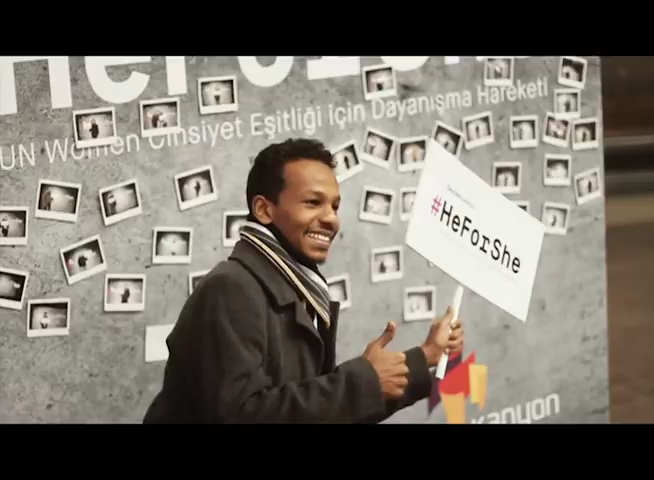 HeForShe
UN Women Cinsiyet Eşitliği için Dayanışma Hareketi
#HeForShe
kanyon